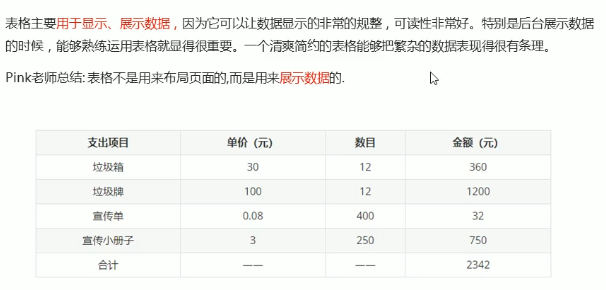 表格主要用于显示、展示数据，因为它可以让数据显示的非常的规整，可读性非常好。特别是后台展示数据
的时候，能够熟练运用表格就显得很重要。一个清爽简约的表格能够把繁杂的数据表现得很有条理。
Pink老师总结: 表格不是用来布局页面的,而是用来展示数据的.
支出项目 单价（元） 数目 金额（元）
垃圾箱 30 12 360
垃圾牌 100 12 1200
宣传单 0.08 400 32
宣传小册子 3 250 750
合计 —— —— 2342